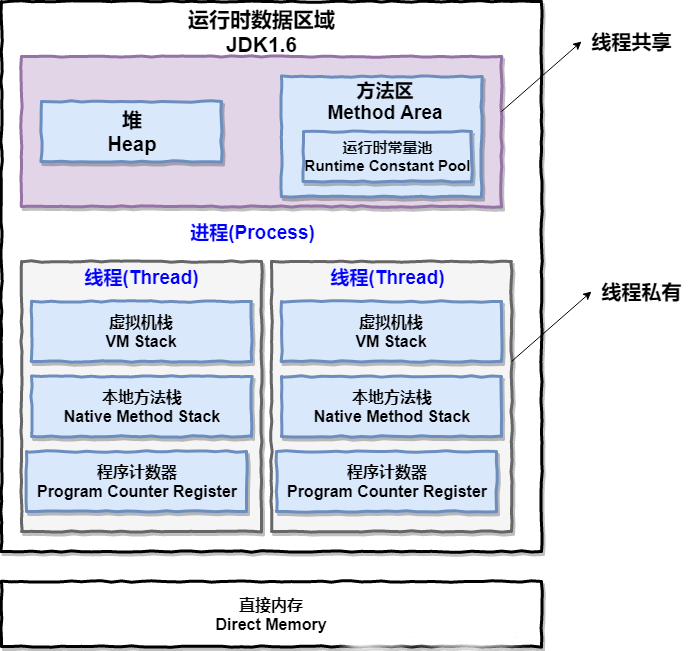 运行时数据区域
JDK1.6
线程共享
堆
Heap
方法区
Method Area
运行时常量池
Runtime Constant Pool
进程(Process)
线程(Thread)
虚拟机栈
VM Stack
本地方法栈
Native Method Stack
程序计数器
Program Counter Register
线程(Thread)
虚拟机栈
VM Stack
本地方法栈
Native Method Stack
程序计数器
Program Counter Register
线程私有
直接内存
Direct Memory